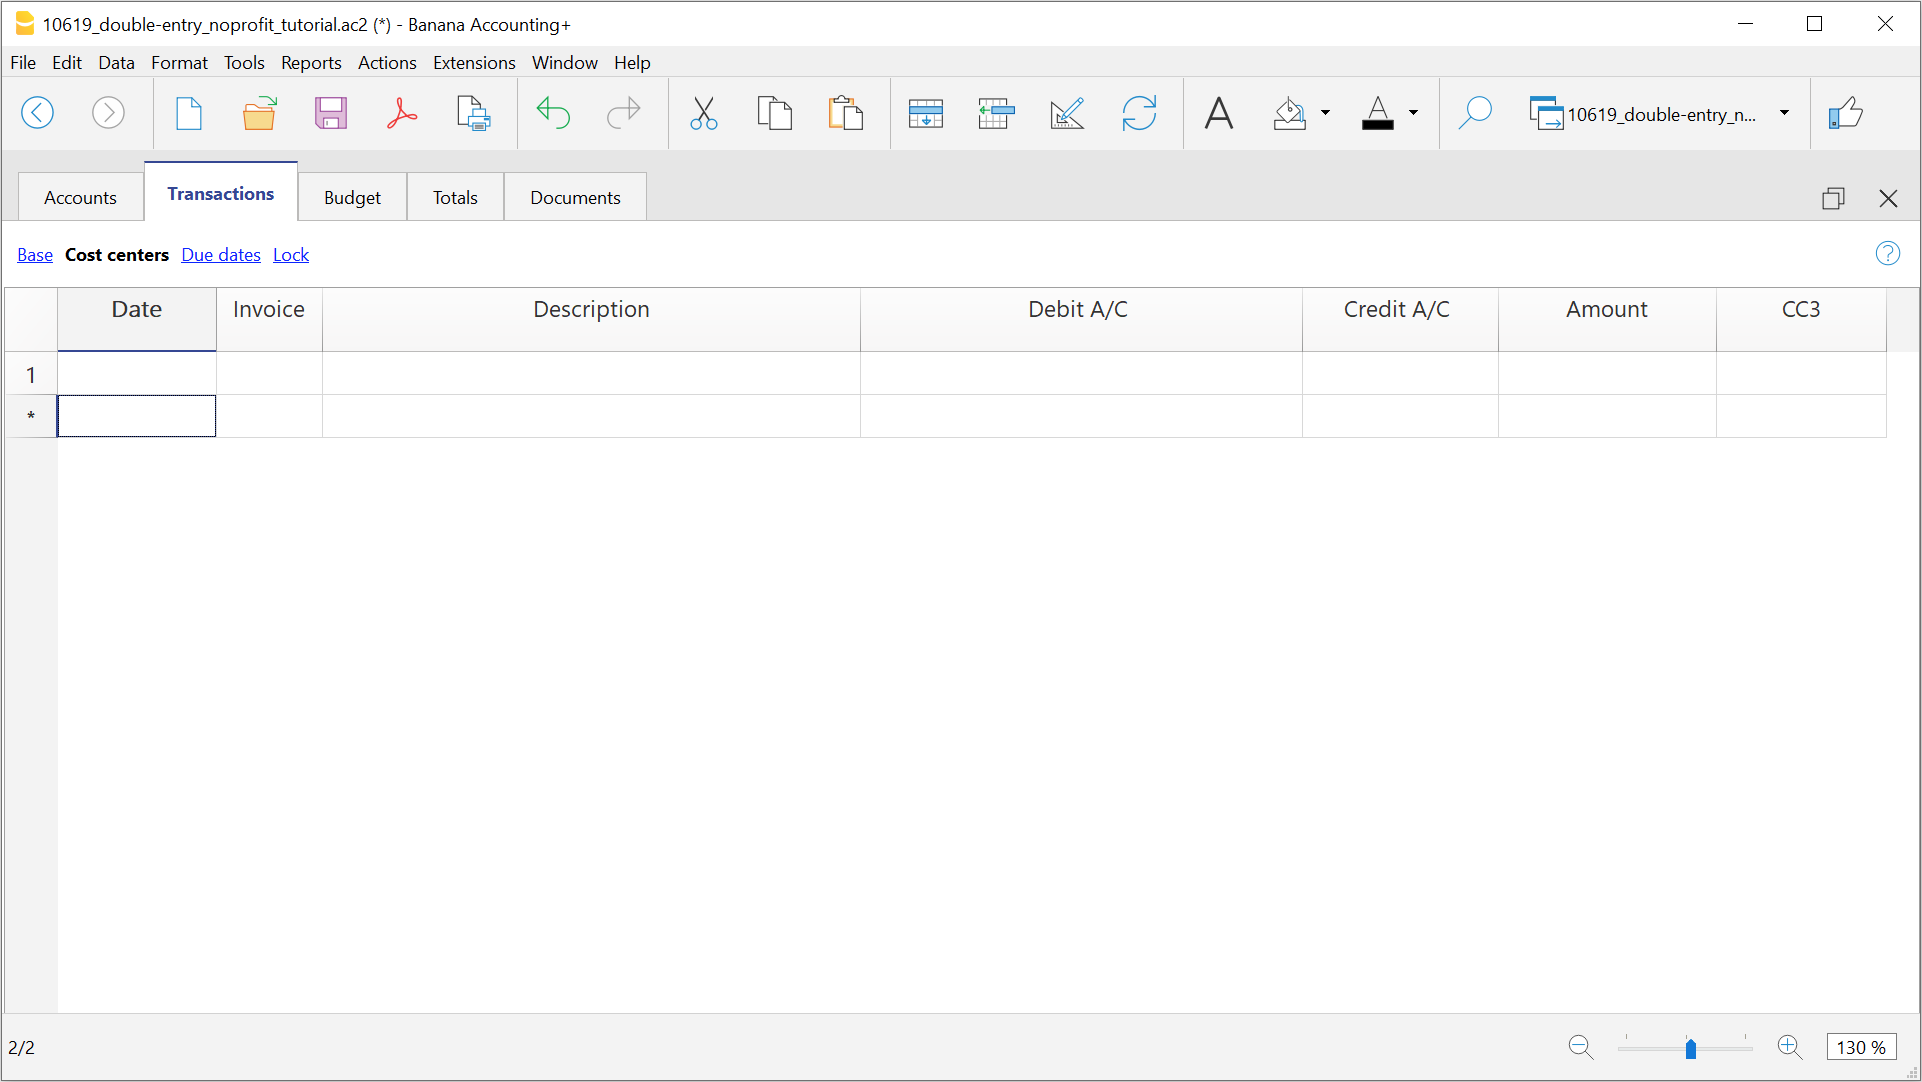 10619_double-entry_noprofit_tutorial.ac2 (*) - Banana Accounting+
File Edit Data Format Tools Reports Actions Extensions Window Help
10619_double-entry_n...
Accounts Transactions Budget Totals Documents
Base Cost centers Due dates Lock
Date Invoice Description Debit A/C Credit A/C Amount CC3
1
*
2/2 130 %